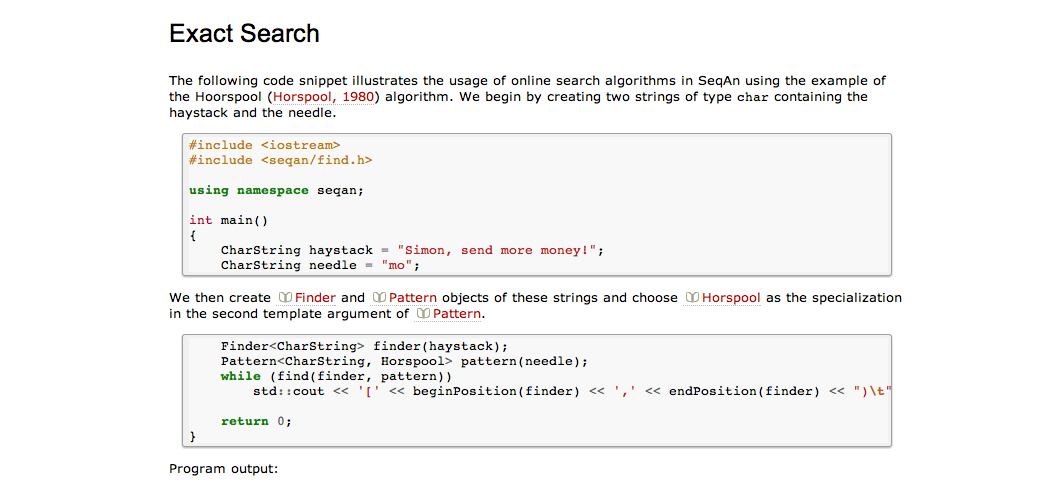 Exact Search
The following code snippet illustrates the usage of online search algorithms in SeqAn using the example of
the Hoorspool (Horspool, 1980) algorithm. We begin by creating two strings of type char containing the
haystack and the needle.
#include <iostream>
#include <seqan/find.h>
using namespace seqan;
int main()
{
    CharString haystack = "Simon, send more money!";
    CharString needle = "mo";
We then create Finder and Pattern objects of these strings and choose Horspool as the specialization
in the second template argument of Pattern.
    Finder<CharString> finder(haystack);
    Pattern<CharString, Horspool> pattern(needle);
    while (find(finder, pattern))
        std::cout << '[' << beginPosition(finder) << ',' << endPosition(finder) << ")\t"
    return 0;
}
Program output: